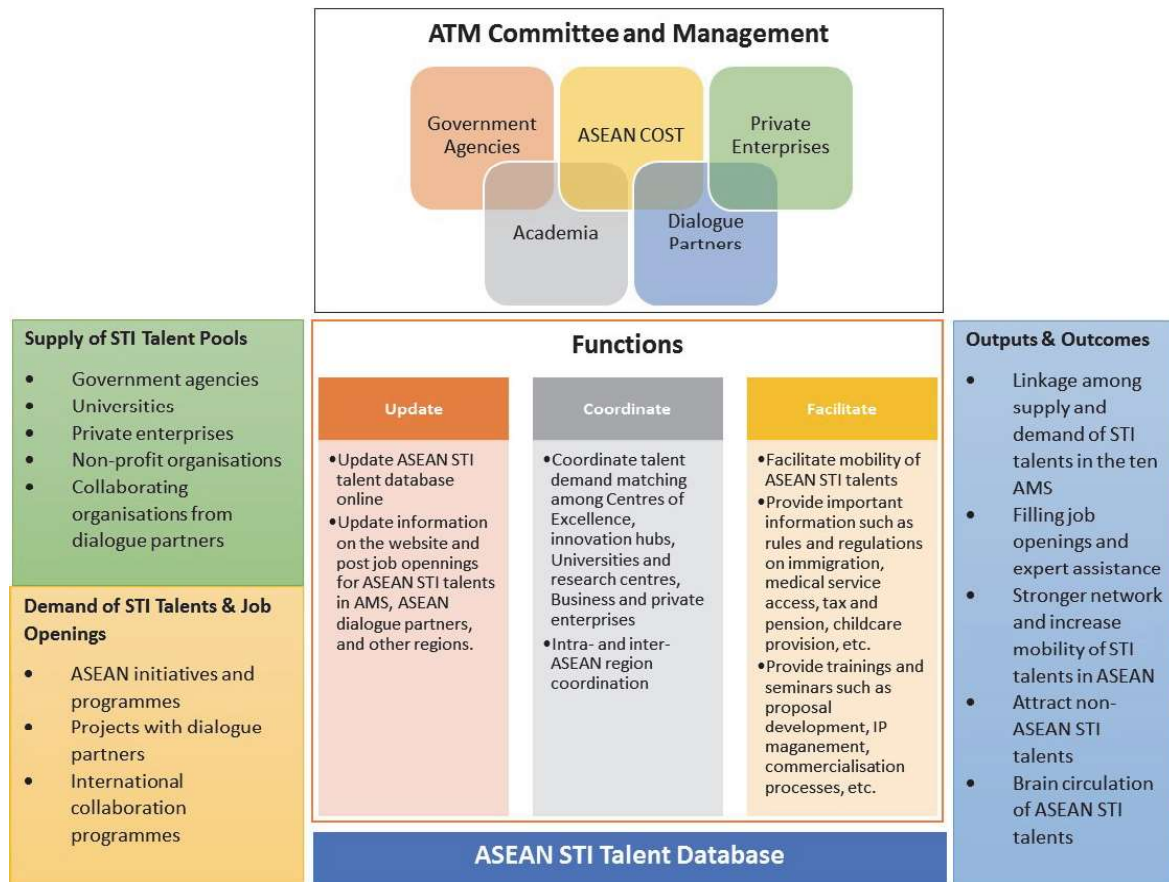 ATM Committee and Management
Government
Agencies
ASEAN COST
Private
Enterprises
Academia
Dialogue
Partners
Supply of STI Talent Pools
• Government agencies
• Universities
• Private enterprises
• Non-profit organisations
• Collaborating
organisations from
dialogue partners
Demand of STI Talents & Job
Openings
• ASEAN initiatives and
programmes
• Projects with dialogue
partners
• International
collaboration
programmes
Functions
Update
•Update ASEAN STI
talent database
online
•Update information
on the website and
post job opennings
for ASEAN STI talents
in AMS, ASEAN
dialogue partners,
and other regions.
Coordinate
•Coordinate talent
demand matching
among Centres of
Excellence,
innovation hubs,
Universities and
research centres,
Business and private
enterprises
•Intra- and inter-
ASEAN region
coordination
Facilitate
•Facilitate mobility of
ASEAN STI talents
•Provide important
information such as
rules and regulations
on immigration,
medical service
access, tax and
pension, childcare
provision, etc.
•Provide trainings and
seminars such as
proposal
development, IP
maganement,
commercialisation
processes, etc.
ASEAN STI Talent Database
Outputs & Outcomes
• Linkage among
supply and
demand of STI
talents in the ten
AMS
• Filling job
openings and
expert assistance
• Stronger network
and increase
mobility of STI
talents in ASEAN
• Attract non-
ASEAN STI
talents
• Brain circulation
of ASEAN STI
talents